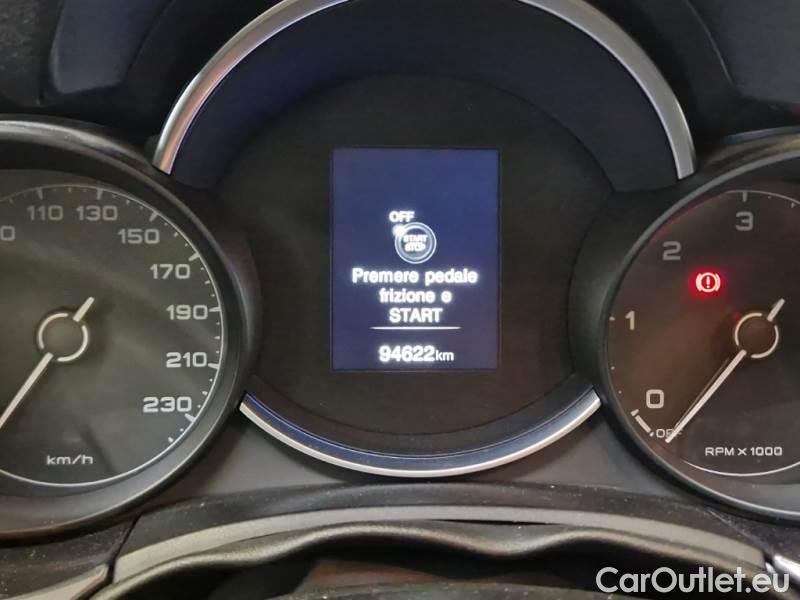 110 130 150 170 190 210 230
km/h
OFF
START
STOP
Premere pedale
frizione e
START
94622km
0 1 2 3
RPM x 1000
CarOutlet.eu